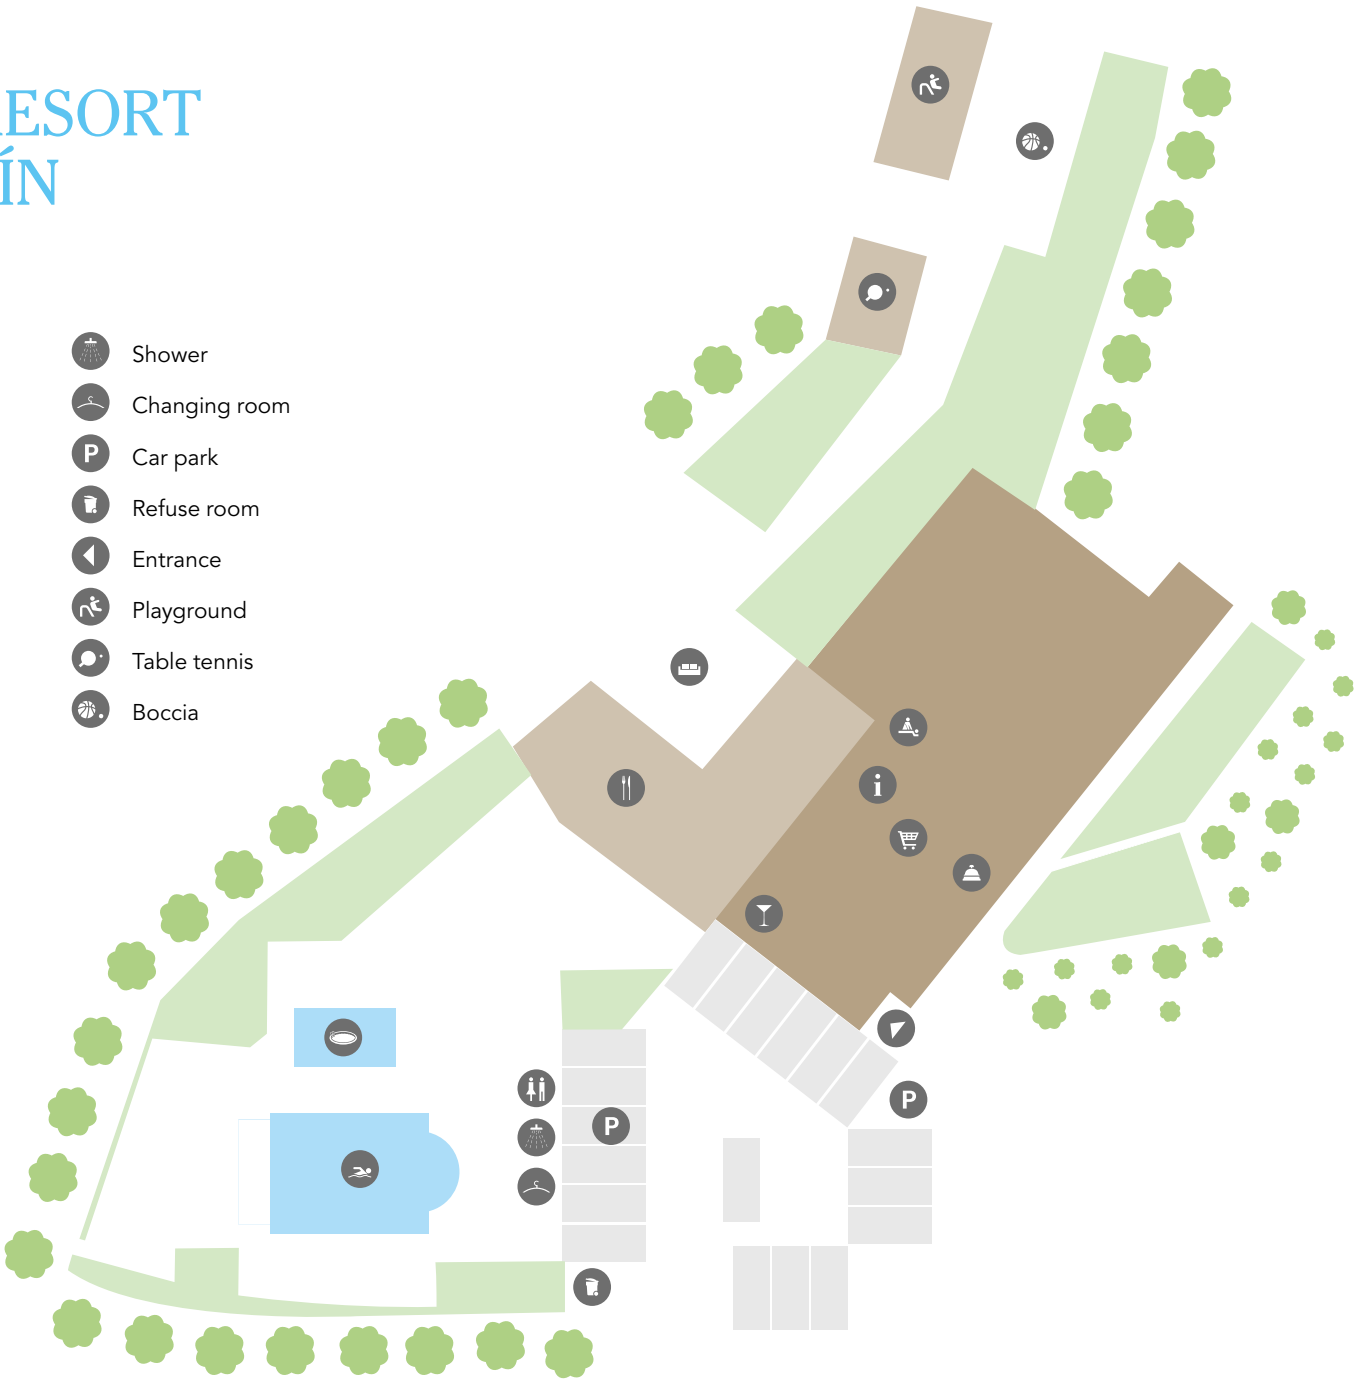 ESORT
ÍN
Shower
Changing room
P Car park
Refuse room
Entrance
Playground
Table tennis
Boccia
i
P
P